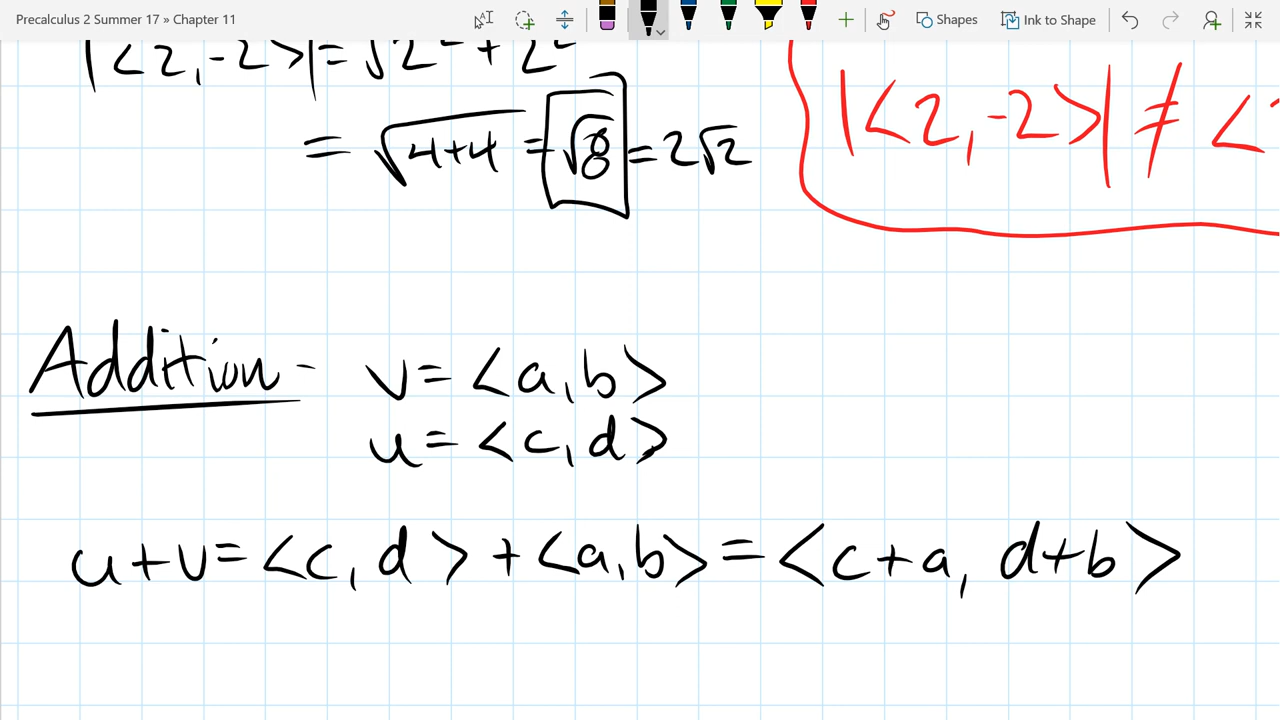 Precalculus 2 Summer 17 » Chapter 11
Shapes
Ink to Shape
|<2,-2>| = √2² + 2²
= √4+4 = √8 = 2√2
|<2,-2>| ≠ <
Addition - v = <a, b>
u = <c, d>
u + v = <c, d> + <a, b> = <c+a, d+b>